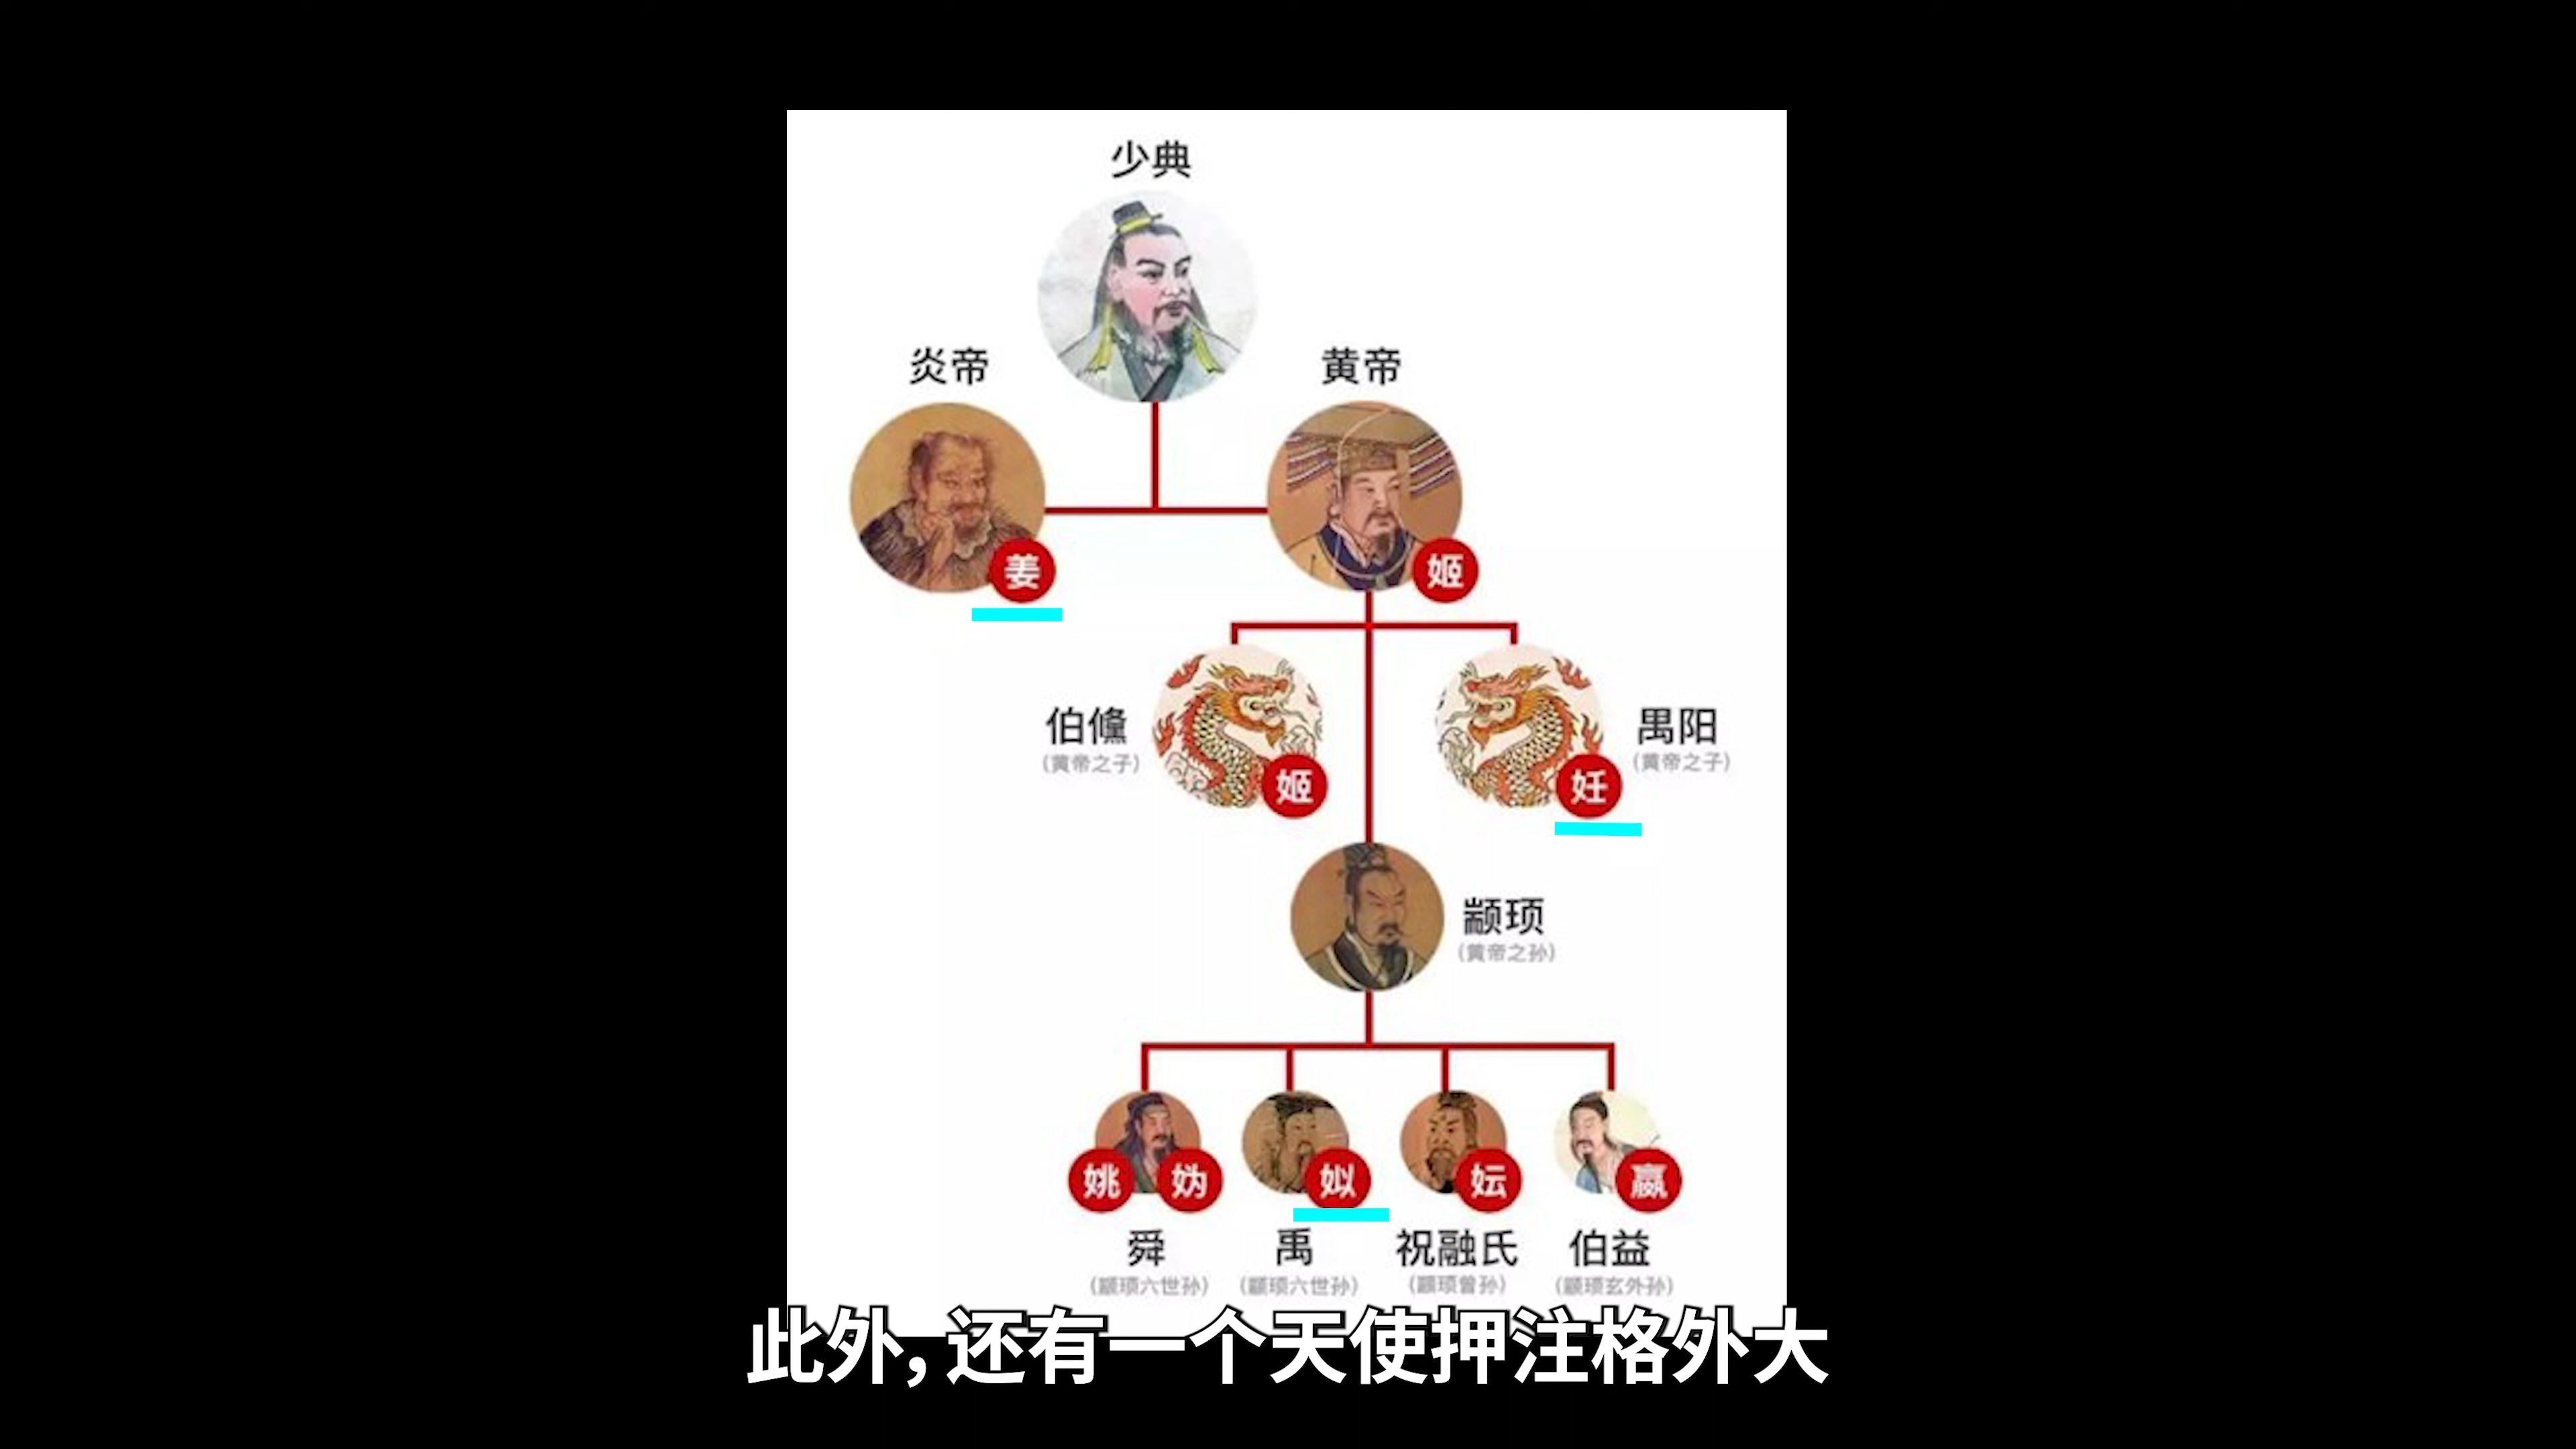 少典
炎帝
黄帝
姜
姬
伯儵
(黄帝之子)
姬
禺阳
(黄帝之子)
妊
颛顼
(黄帝之孙)
姚 妫
姒
妘
嬴
舜
禹
祝融氏
伯益
(颛顼六世孙)
(颛顼六世孙)
(颛顼曾孙)
(颛顼玄外孙)
此外,还有一个天使押注格外大